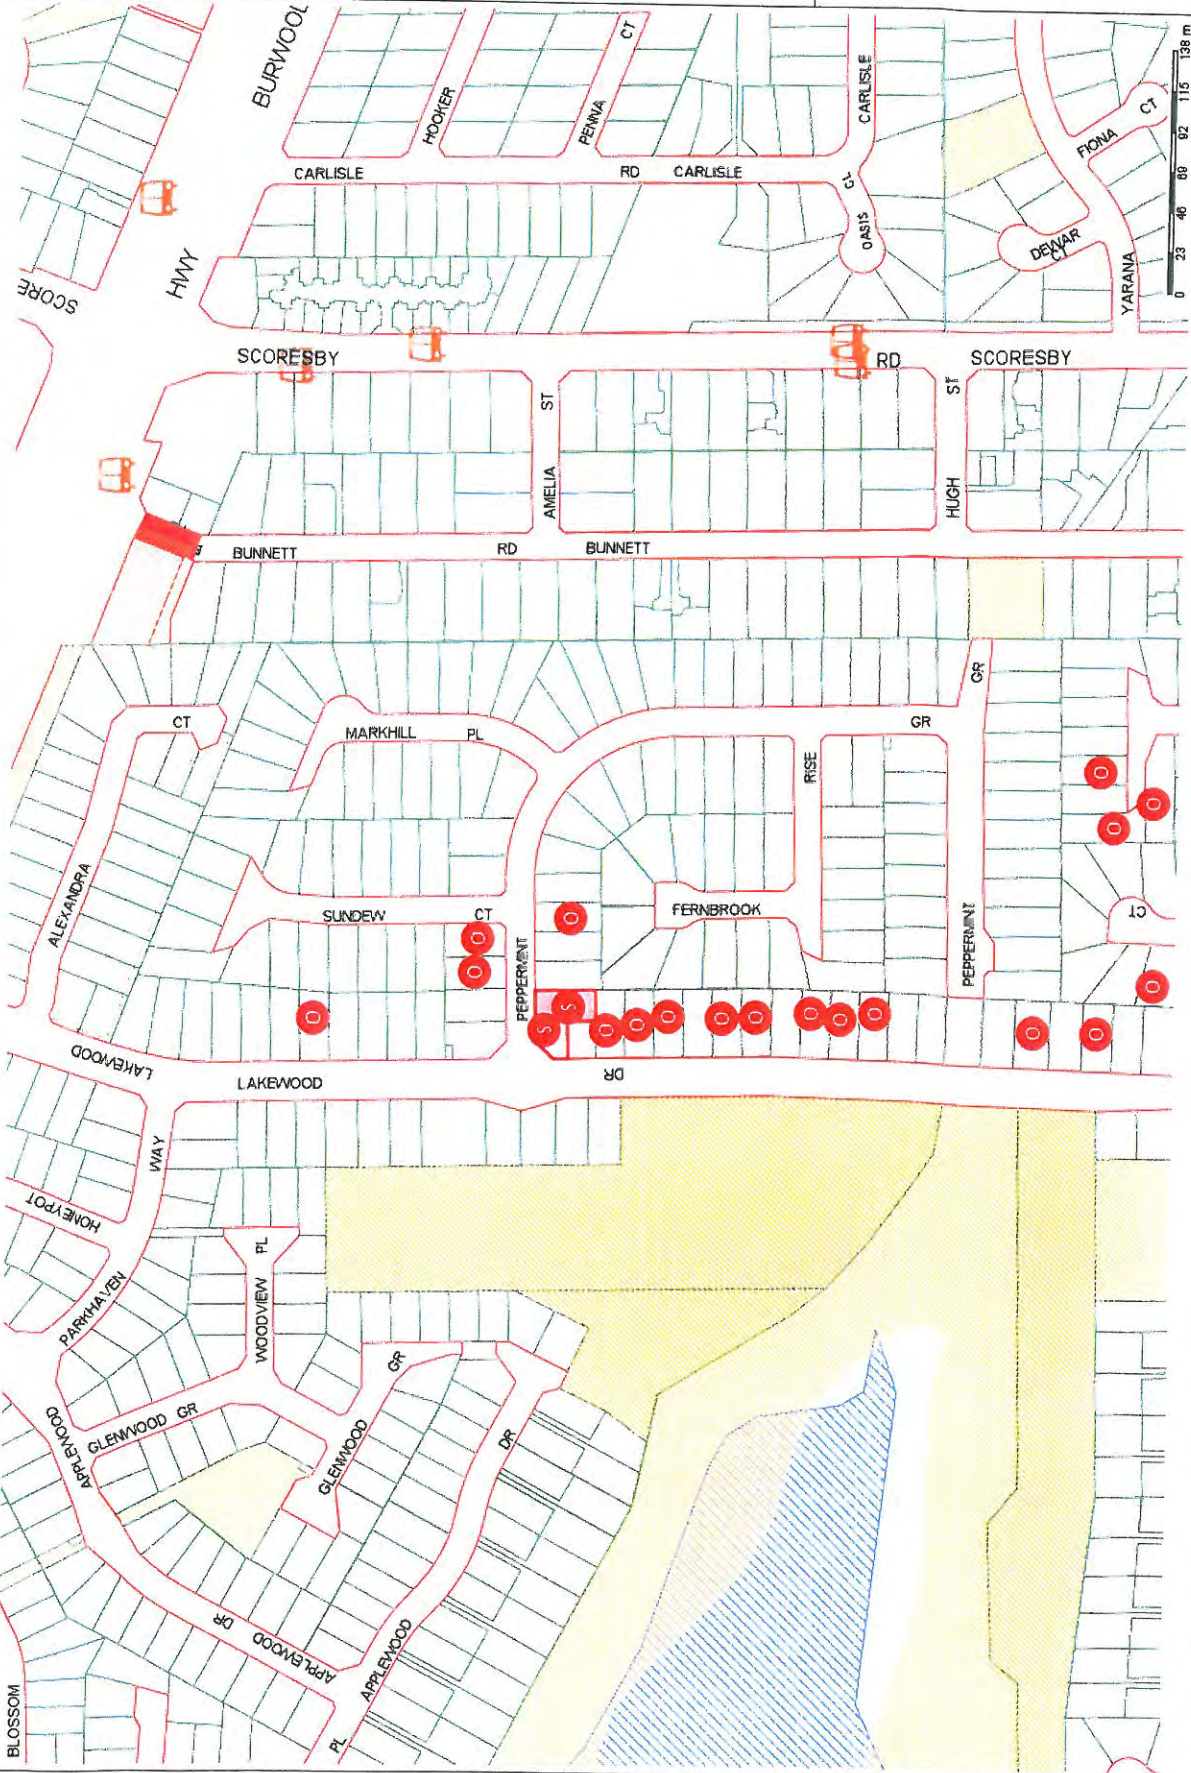 BURWOOL
HOOKER
PENNA
CT
CARLISLE
CARLISLE
RD
CARLISLE
CT
OASIS
FIONA
CT
DEWAR
CT
YARANA
0 23 46 69 92 115 138 m
SCORE
HWY
SCORESBY
RD
SCORESBY
AMELIA
ST
HUGH
ST
BUNNETT
RD
BUNNETT
CT
MARKHILL
PL
GR
GR
RISE
ALEXANDRA
SUNDEW
CT
FERNBROOK
PEPPERMINT
PEPPERMINT
CT
O
O
O
O
O
O
O
S
S
O
O
O
O
O
O
O
O
O
O
O
LAKEWOOD
LAKEWOOD
DR
WAY
HONEYPOT
PARKHAVEN
PL
WOODVIEW
GR
GLENWOOD GR
GLENWOOD
APPLEWOOD
APPLEWOOD
DR
DR
APPLEWOOD
APPLEWOOD
PL
BLOSSOM